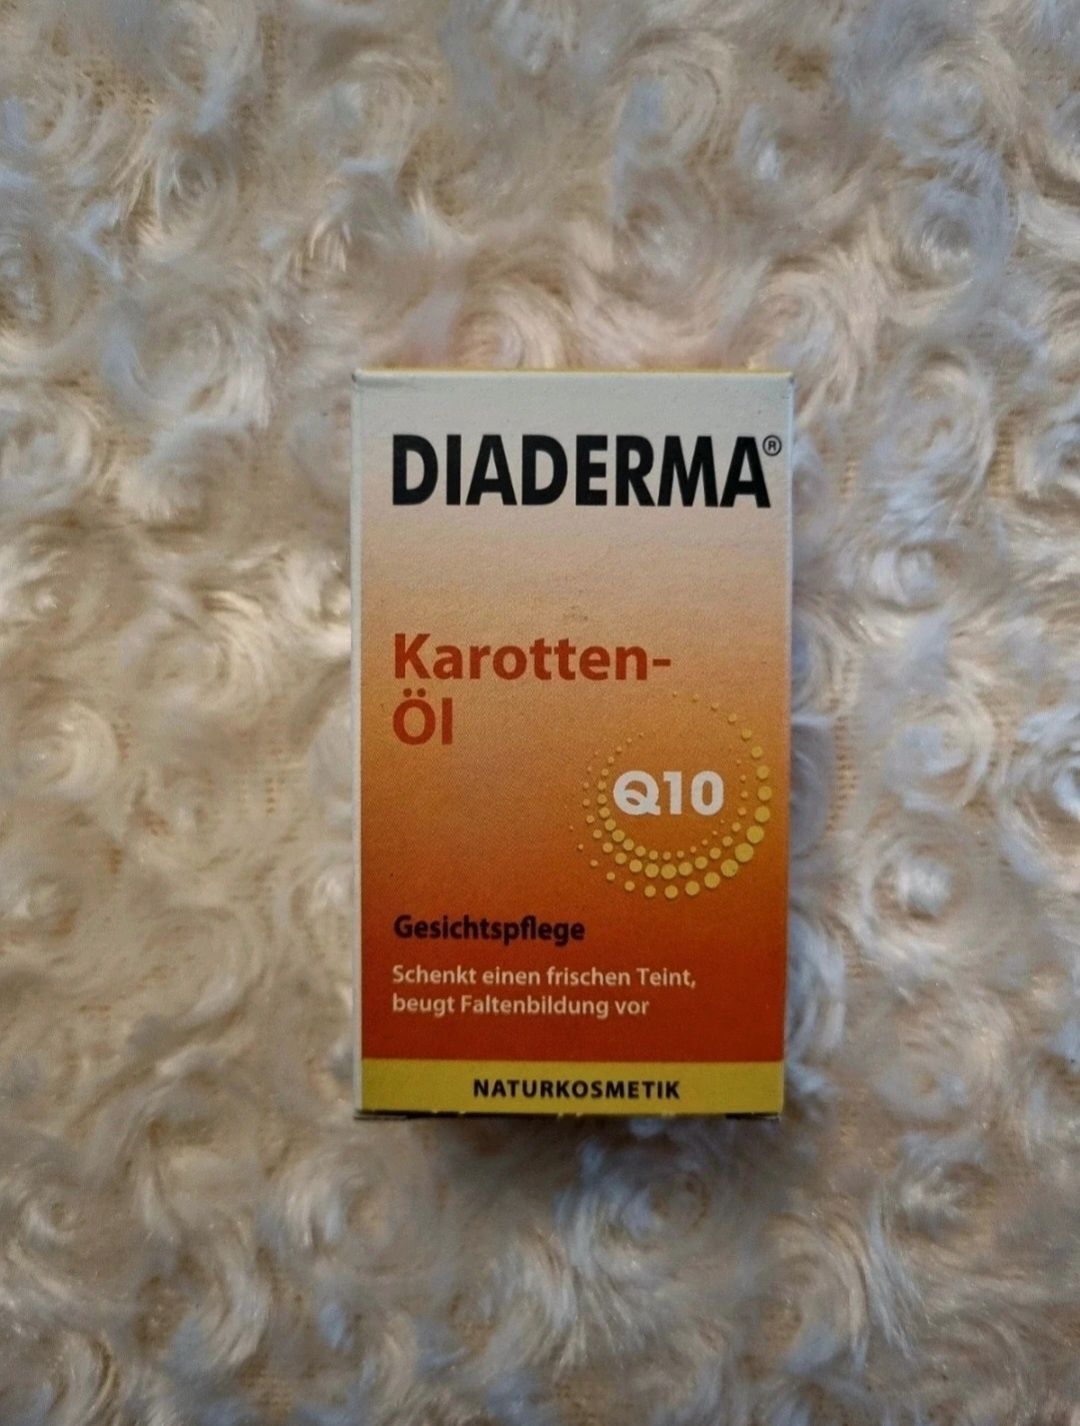 DIADERMA®
Karotten-
Öl
Q10
Gesichtspflege
Schenkt einen frischen Teint,
beugt Faltenbildung vor
NATURKOSMETIK